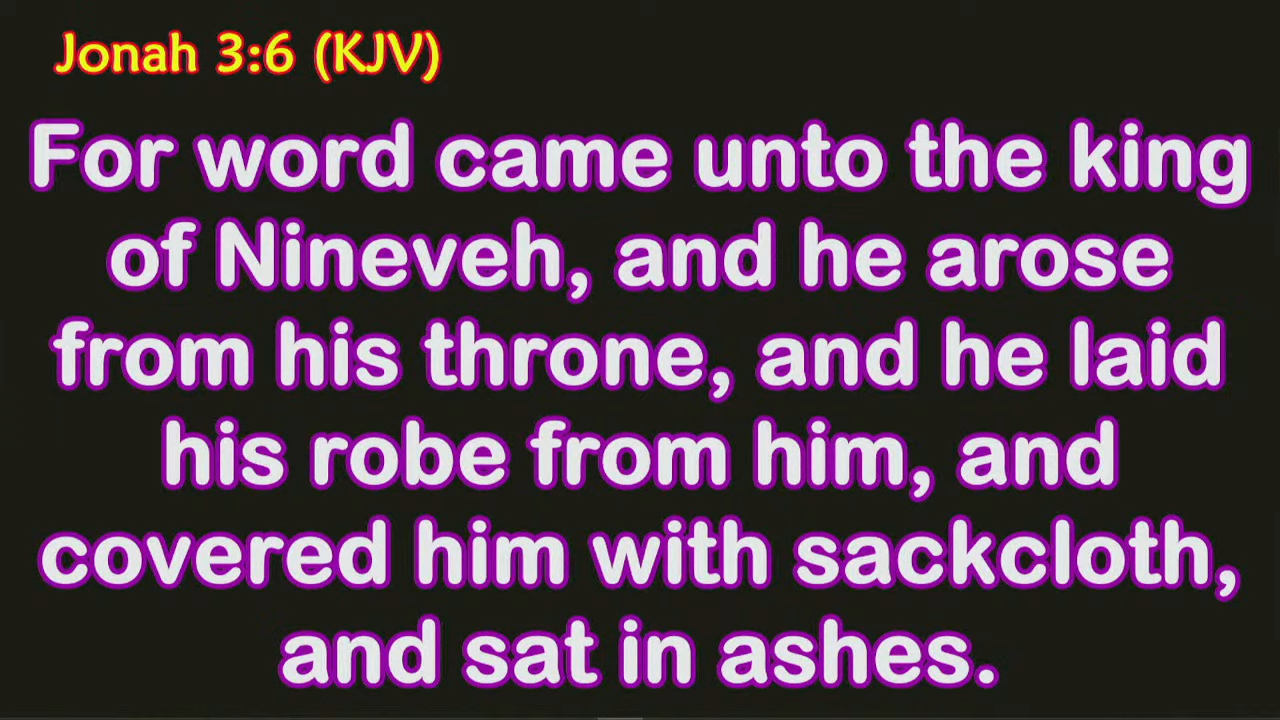 Jonah 3:6 (KJV)
For word came unto the king
of Nineveh, and he arose
from his throne, and he laid
his robe from him, and
covered him with sackcloth,
and sat in ashes.